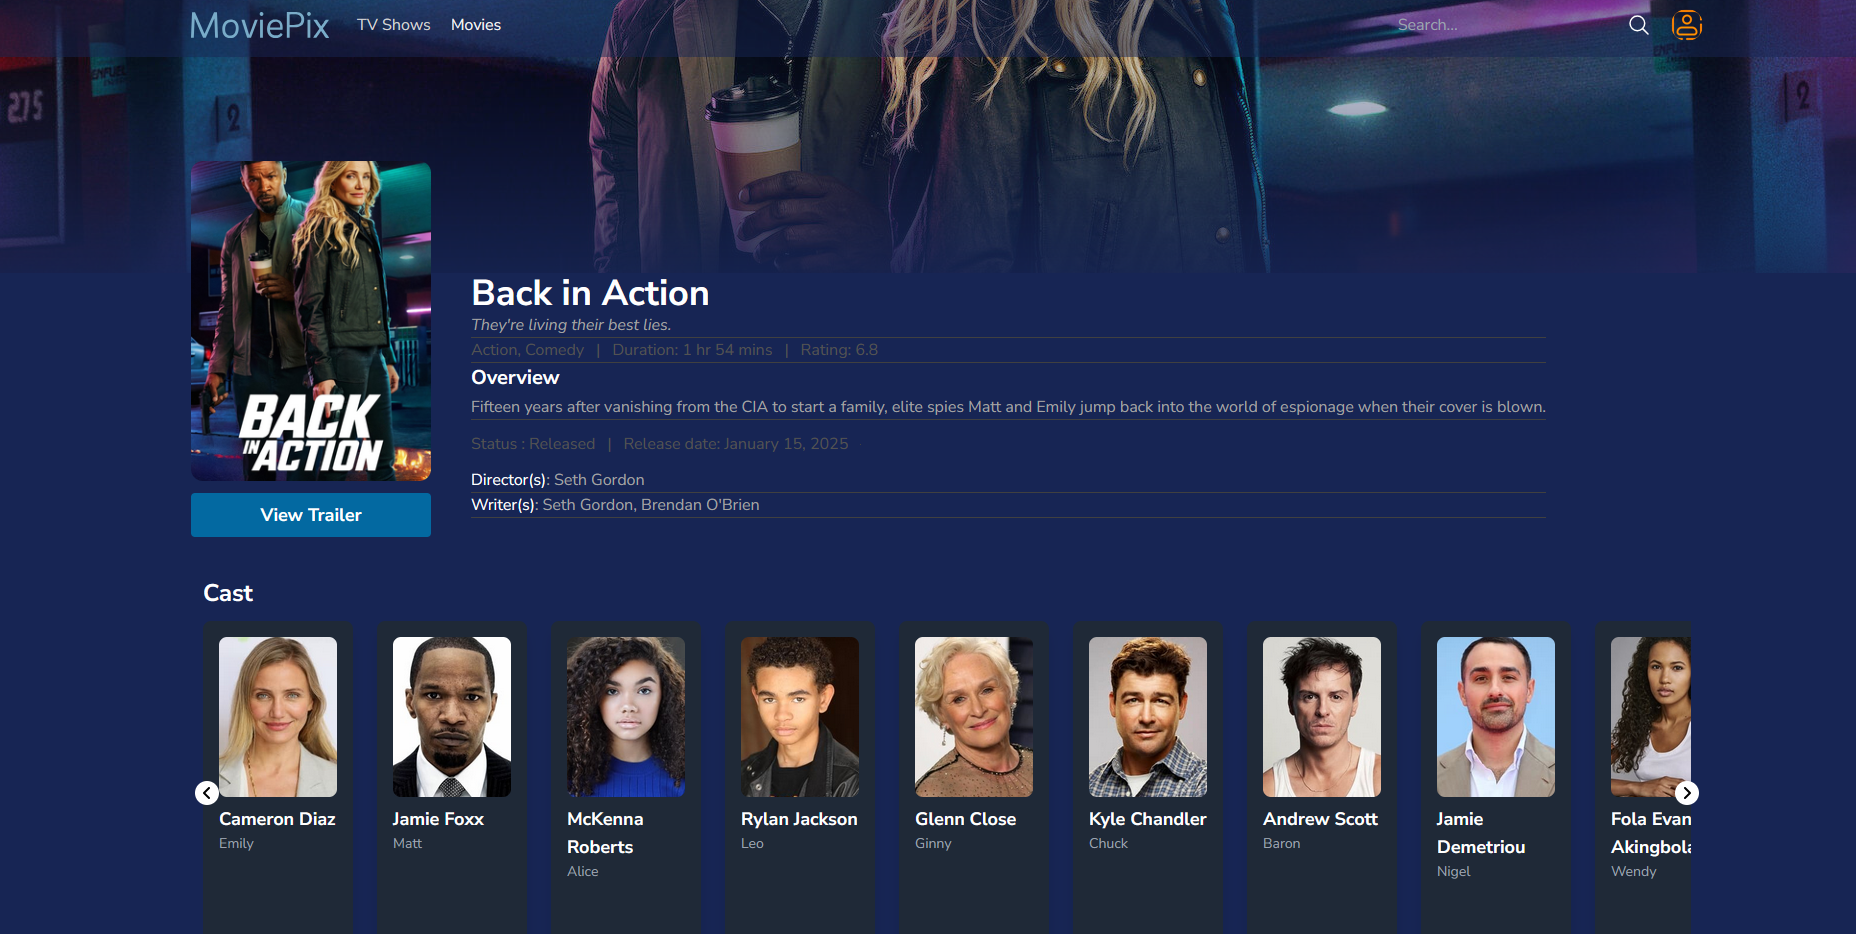 MoviePix TV Shows Movies Search...
ENFUEL
275
2
2
Back in Action
They're living their best lies.
Action, Comedy | Duration: 1 hr 54 mins | Rating: 6.8
Overview
Fifteen years after vanishing from the CIA to start a family, elite spies Matt and Emily jump back into the world of espionage when their cover is blown.
Status : Released | Release date: January 15, 2025
Director(s): Seth Gordon
Writer(s): Seth Gordon, Brendan O'Brien
BACK
IN ACTION
View Trailer
Cast
Cameron Diaz
Emily
Jamie Foxx
Matt
McKenna
Roberts
Alice
Rylan Jackson
Leo
Glenn Close
Ginny
Kyle Chandler
Chuck
Andrew Scott
Baron
Jamie
Demetriou
Nigel
Fola Evan
Akingbola
Wendy